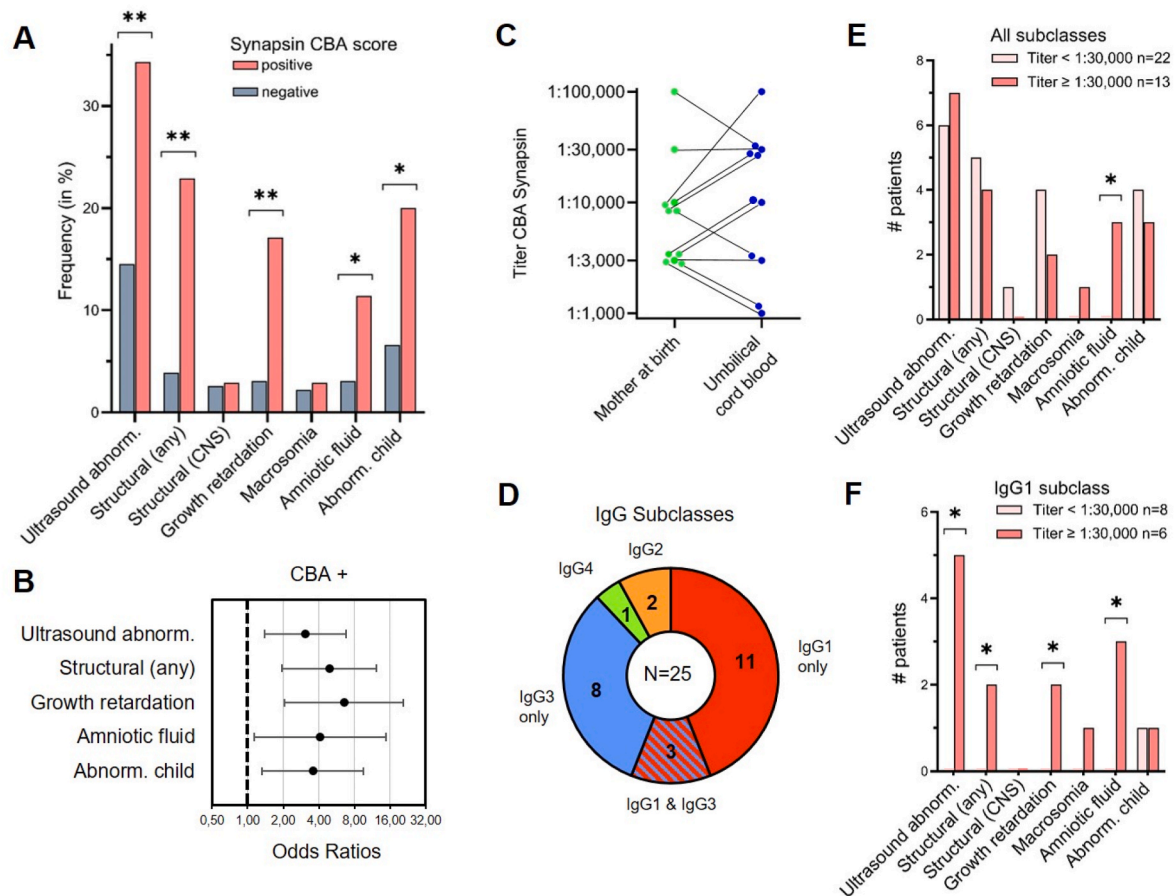 A
Synapsin CBA score
positive
negative
Frequency (in %)
30
20
10
0
**
**
**
*
*
Ultrasound abnorm.
Structural (any)
Structural (CNS)
Growth retardation
Macrosomia
Amniotic fluid
Abnorm. child
B
CBA +
Ultrasound abnorm.
Structural (any)
Growth retardation
Amniotic fluid
Abnorm. child
0,50 1,00 2,00 4,00 8,00 16,00 32,00
Odds Ratios
C
Titer CBA Synapsin
1:100,000
1:30,000
1:10,000
1:3,000
1:1,000
Mother at birth
Umbilical
cord blood
D
IgG Subclasses
IgG4
IgG2
IgG1
only
IgG3
only
IgG1 & IgG3
1
2
11
8
3
N=25
E
All subclasses
Titer < 1:30,000 n=22
Titer ≥ 1:30,000 n=13
# patients
8
6
4
2
0
*
Ultrasound abnorm.
Structural (any)
Structural (CNS)
Growth retardation
Macrosomia
Amniotic fluid
Abnorm. child
F
IgG1 subclass
Titer < 1:30,000 n=8
Titer ≥ 1:30,000 n=6
# patients
6
4
2
0
*
*
*
*
Ultrasound abnorm.
Structural (any)
Structural (CNS)
Growth retardation
Macrosomia
Amniotic fluid
Abnorm. child